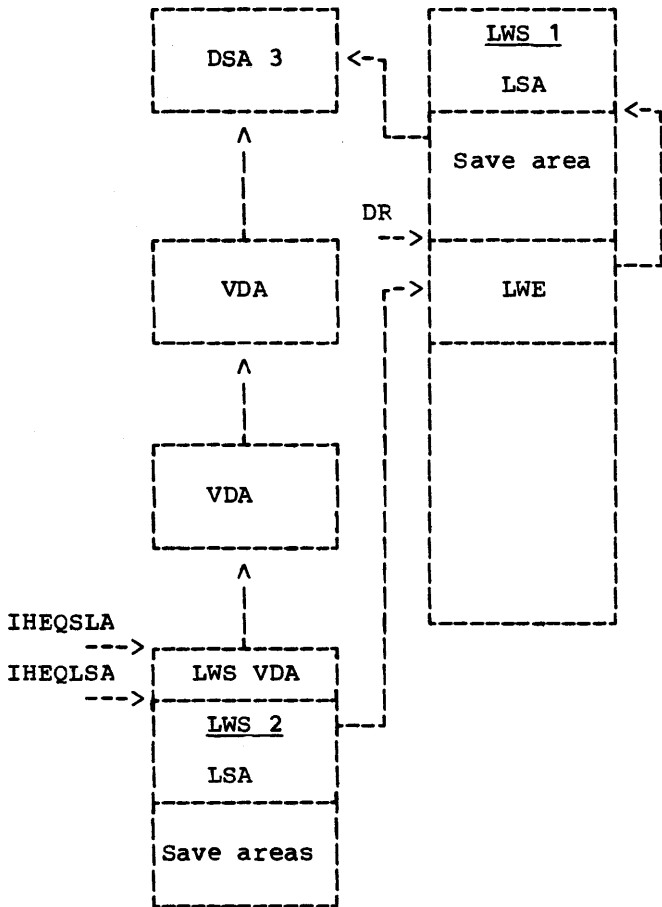 LWS 1
DSA 3
LSA
Save area
DR
VDA
LWE
VDA
IHEQSLA
LWS VDA
IHEQLSA
LWS 2
LSA
Save areas